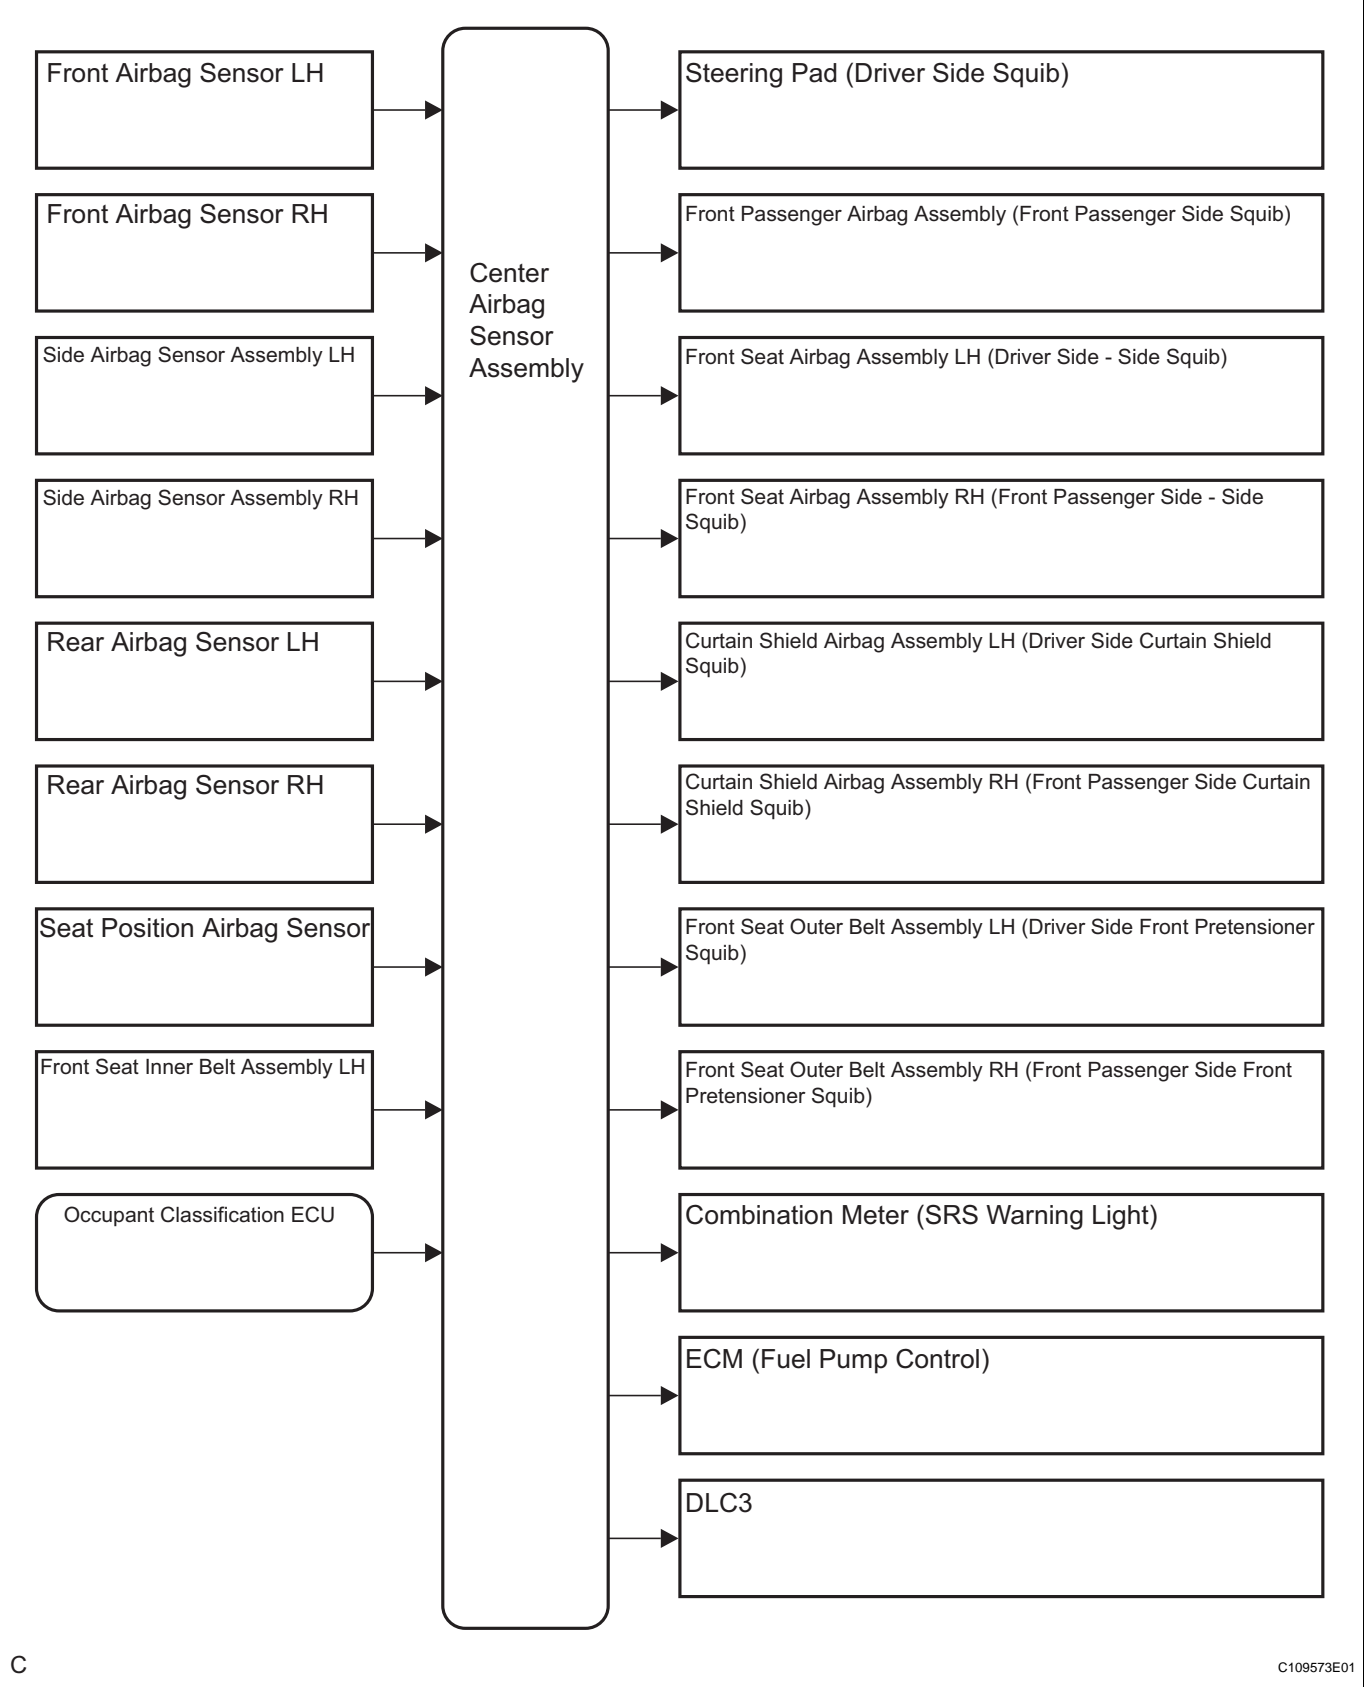 Front Airbag Sensor LH
Front Airbag Sensor RH
Side Airbag Sensor Assembly LH
Side Airbag Sensor Assembly RH
Rear Airbag Sensor LH
Rear Airbag Sensor RH
Seat Position Airbag Sensor
Front Seat Inner Belt Assembly LH
Occupant Classification ECU
Center
Airbag
Sensor
Assembly
Steering Pad (Driver Side Squib)
Front Passenger Airbag Assembly (Front Passenger Side Squib)
Front Seat Airbag Assembly LH (Driver Side - Side Squib)
Front Seat Airbag Assembly RH (Front Passenger Side - Side
Squib)
Curtain Shield Airbag Assembly LH (Driver Side Curtain Shield
Squib)
Curtain Shield Airbag Assembly RH (Front Passenger Side Curtain
Shield Squib)
Front Seat Outer Belt Assembly LH (Driver Side Front Pretensioner
Squib)
Front Seat Outer Belt Assembly RH (Front Passenger Side Front
Pretensioner Squib)
Combination Meter (SRS Warning Light)
ECM (Fuel Pump Control)
DLC3
C
C109573E01